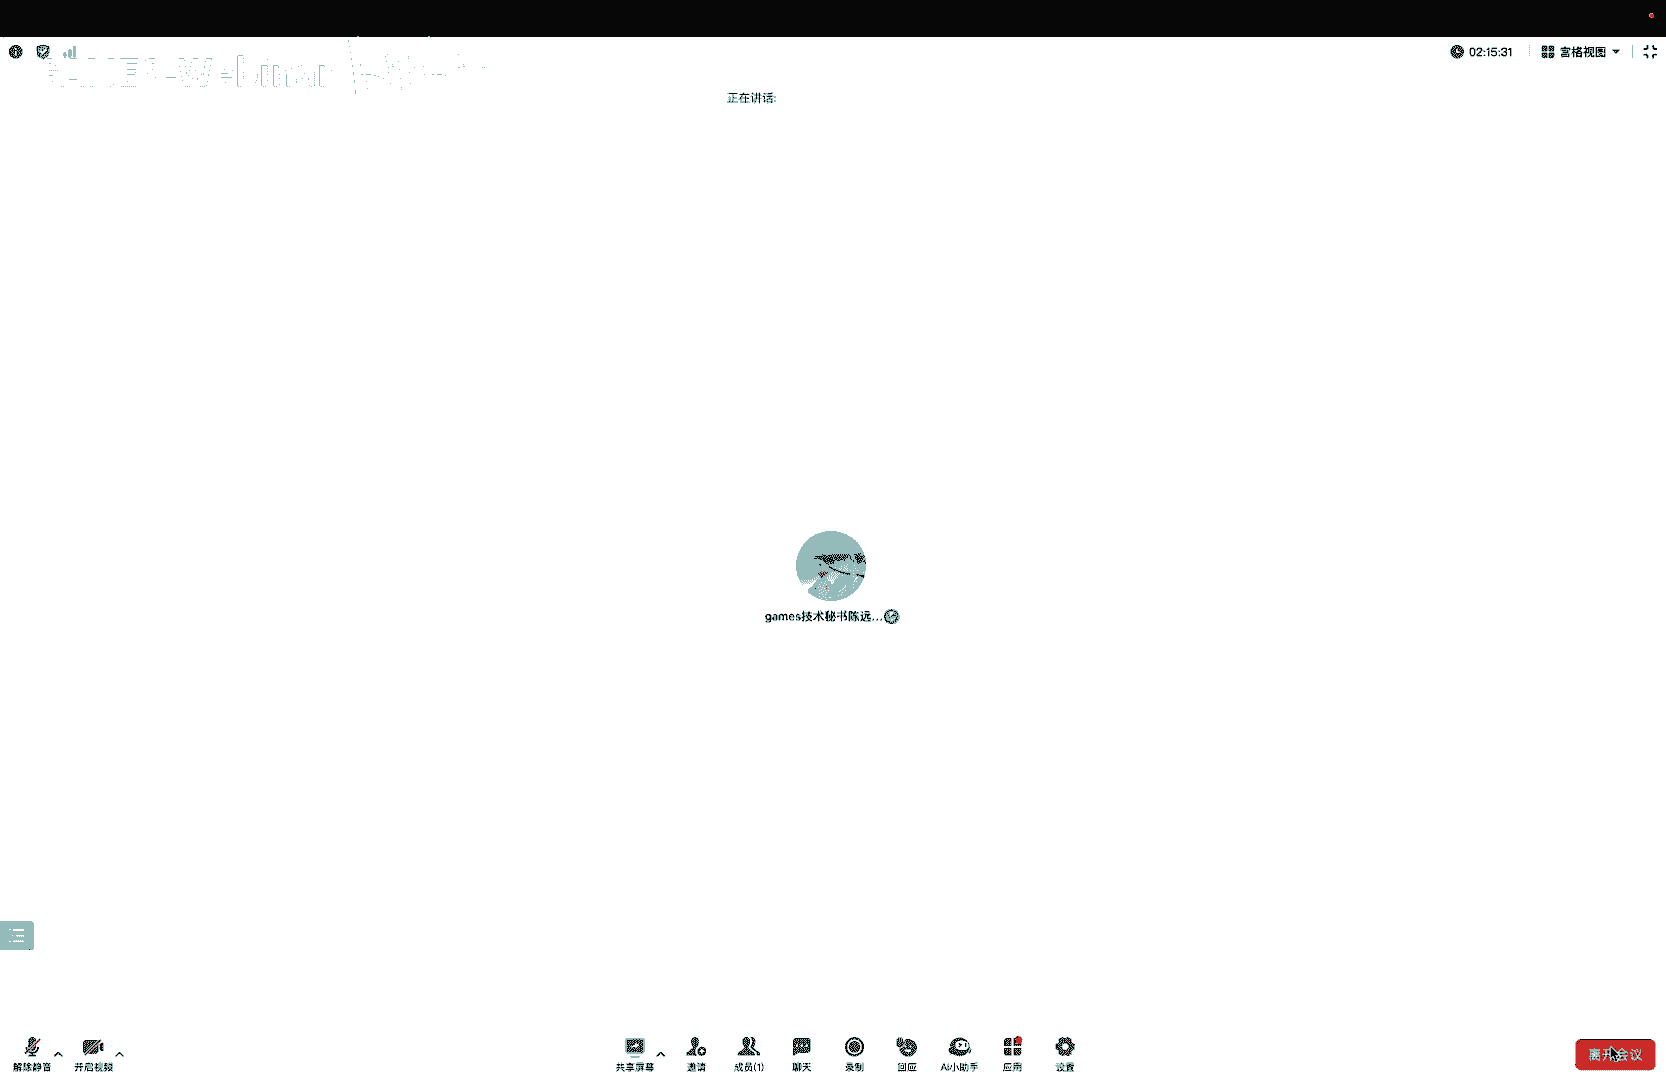 02:15:31 宫格视图
Webinar
正在讲话:
games技术秘书陈远...
解除静音 开启视频 共享屏幕 邀请 成员(1) 聊天 录制 回应 AI小助手 应用 设置 离开会议